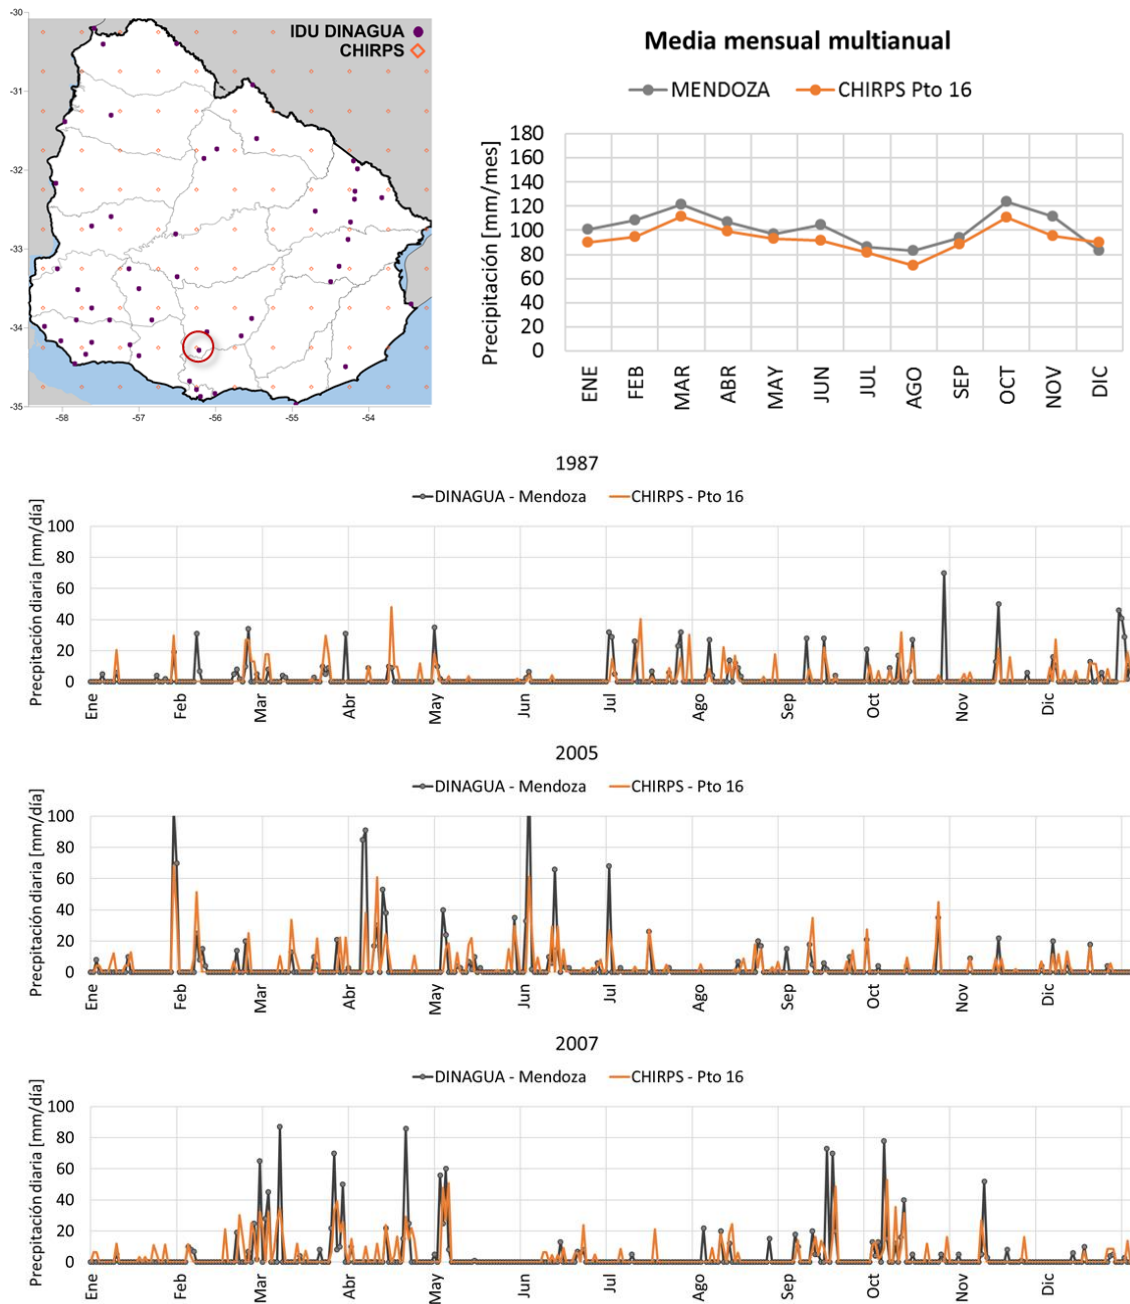 IDU DINAGUA
CHIRPS
-30
-31
-32
-33
-34
-35
-58
-57
-56
-55
-54
Media mensual multianual
MENDOZA
CHIRPS Pto 16
Precipitación [mm/mes]
180
160
140
120
100
80
60
40
20
0
ENE
FEB
MAR
ABR
MAY
JUN
JUL
AGO
SEP
OCT
NOV
DIC
1987
DINAGUA - Mendoza
CHIRPS - Pto 16
Precpitación diaria [mm/día]
100
80
60
40
20
0
Ene
Feb
Mar
Abr
May
Jun
Jul
Ago
Sep
Oct
Nov
Dic
2005
DINAGUA - Mendoza
CHIRPS - Pto 16
Precpitación diaria [mm/día]
100
80
60
40
20
0
Ene
Feb
Mar
Abr
May
Jun
Jul
Ago
Sep
Oct
Nov
Dic
2007
DINAGUA - Mendoza
CHIRPS - Pto 16
Precpitación diaria [mm/día]
100
80
60
40
20
0
Ene
Feb
Mar
Abr
May
Jun
Jul
Ago
Sep
Oct
Nov
Dic